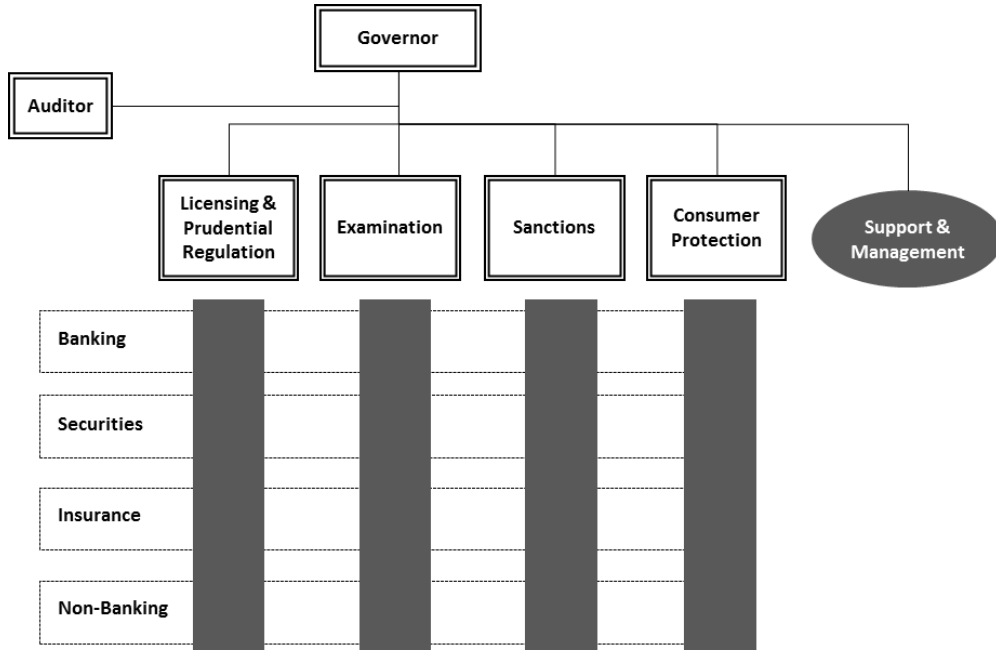 Governor
Auditor
Licensing &
Prudential
Regulation
Examination
Sanctions
Consumer
Protection
Support &
Management
Banking
Securities
Insurance
Non-Banking